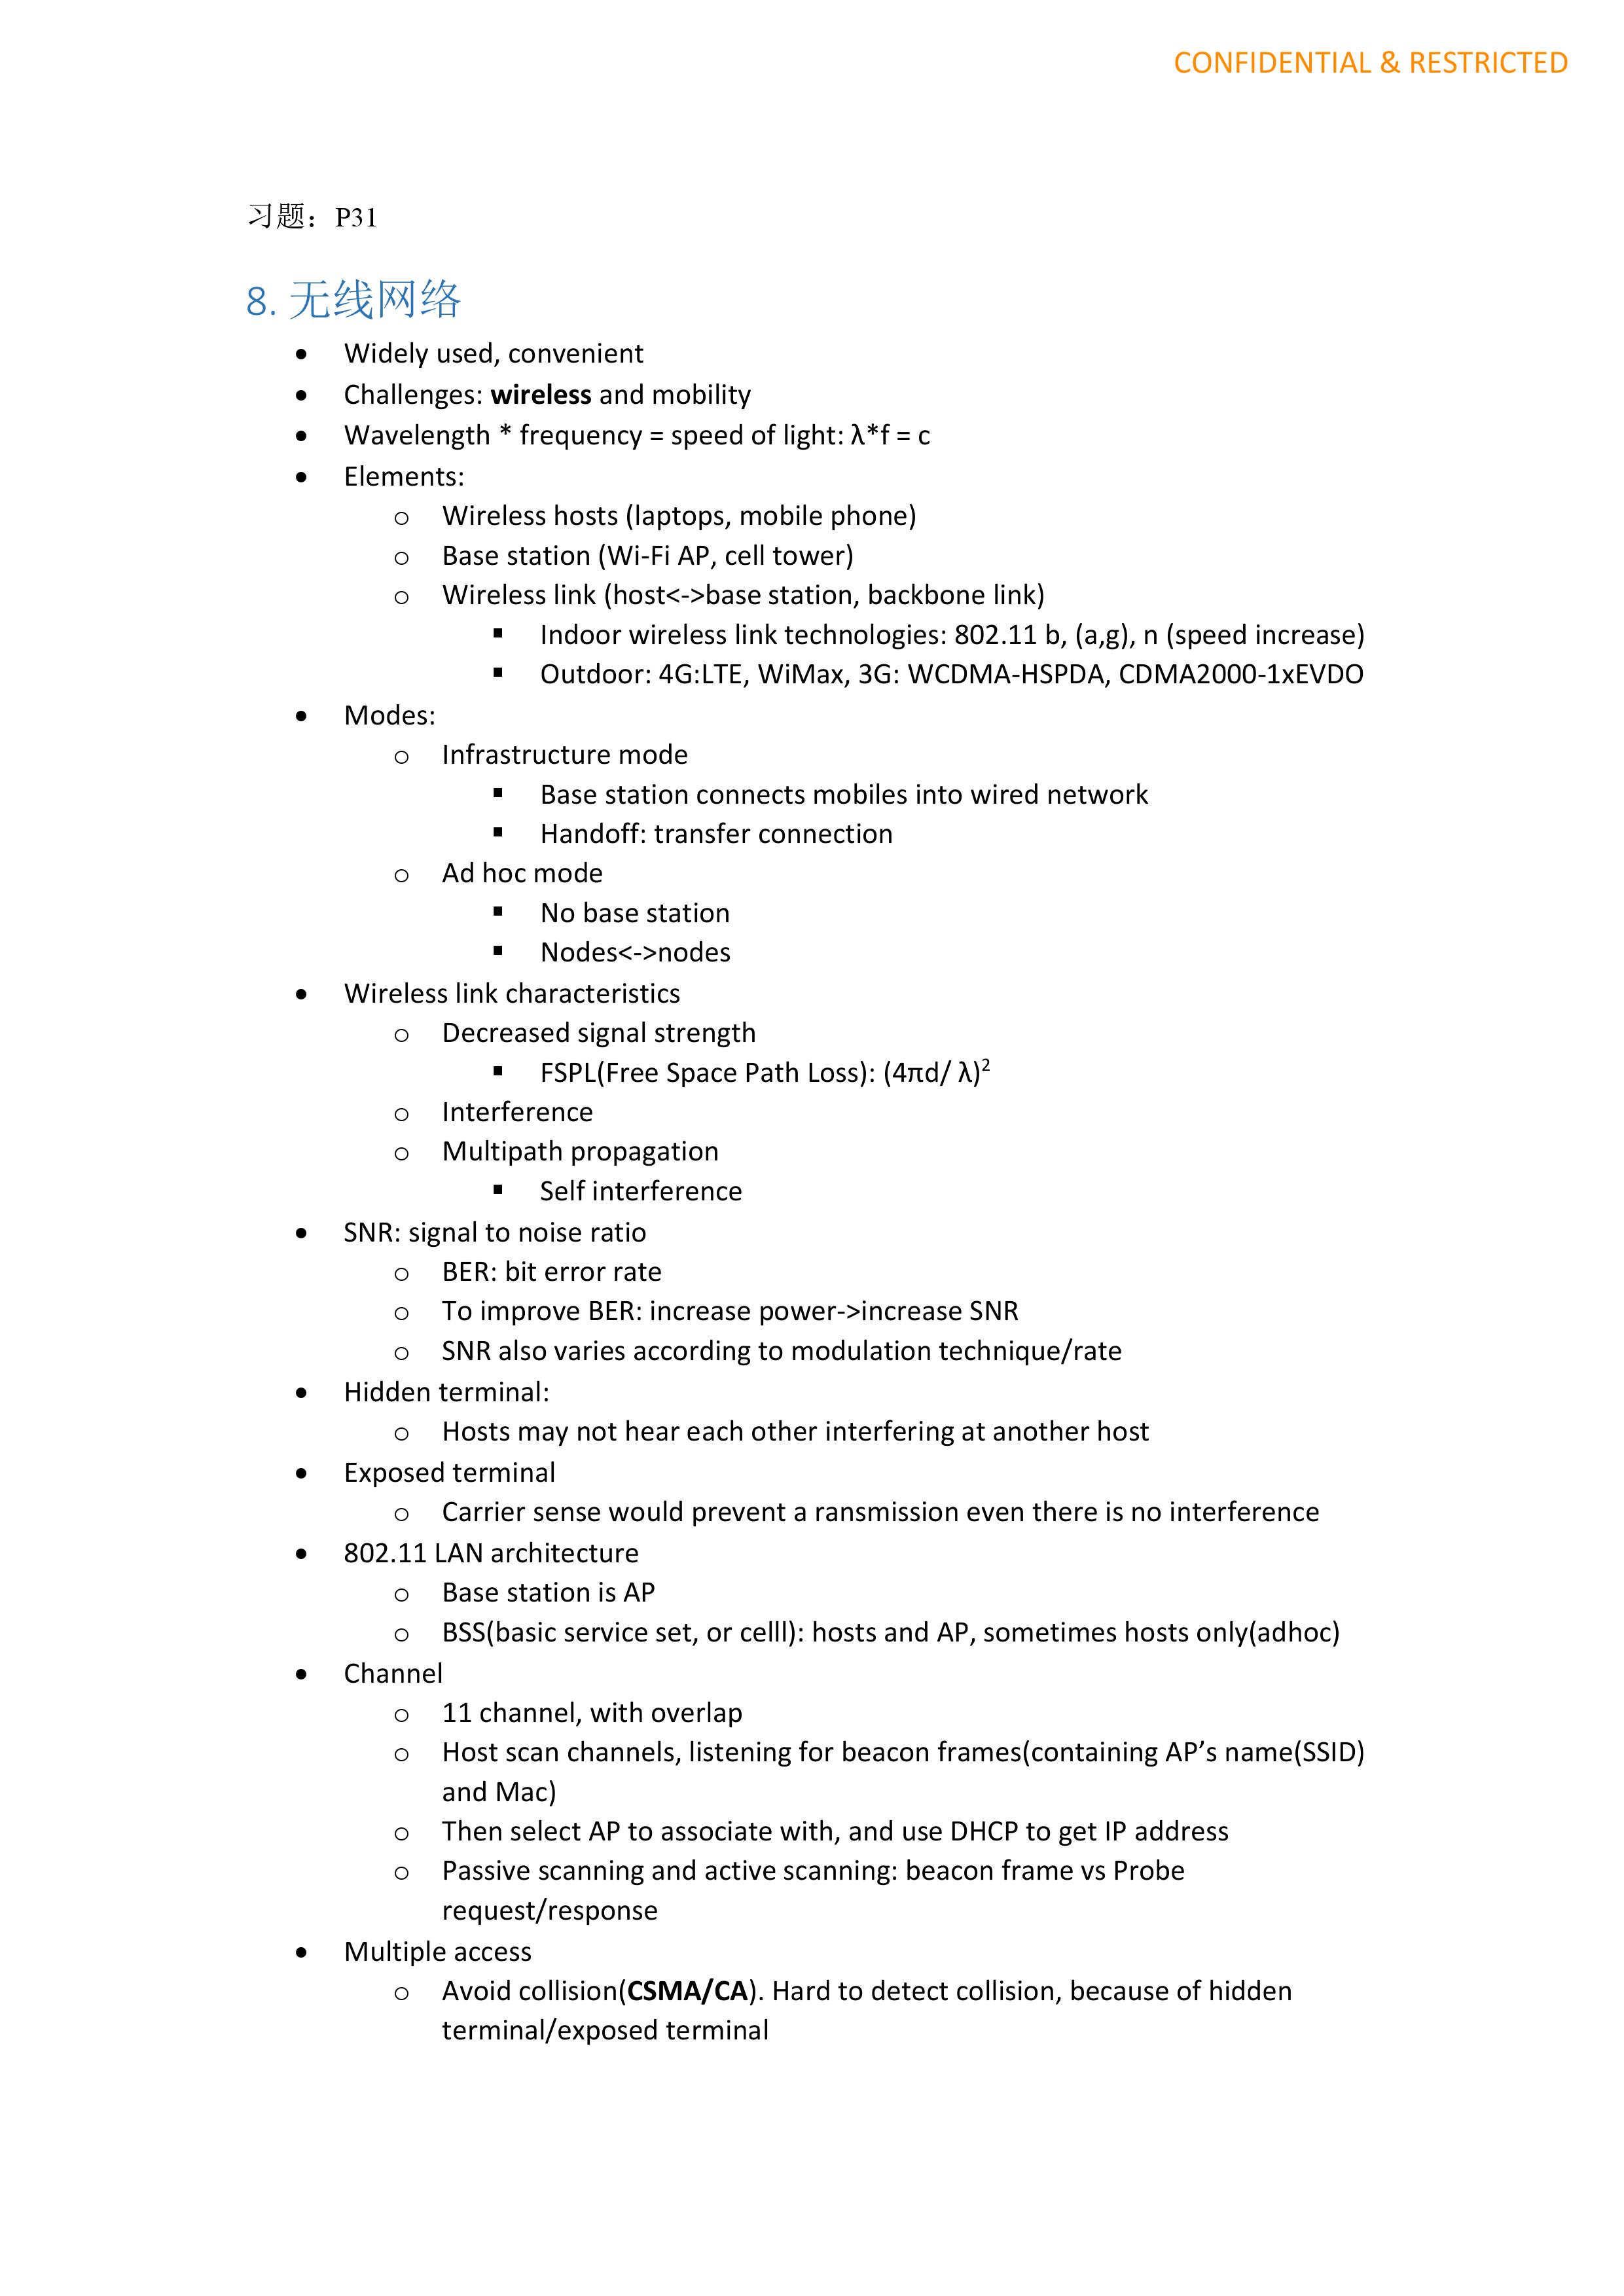 CONFIDENTIAL & RESTRICTED
习题：P31
8. 无线网络
• Widely used, convenient
• Challenges: wireless and mobility
• Wavelength * frequency = speed of light: λ*f = c
• Elements:
o Wireless hosts (laptops, mobile phone)
o Base station (Wi-Fi AP, cell tower)
o Wireless link (host<->base station, backbone link)
▪ Indoor wireless link technologies: 802.11 b, (a,g), n (speed increase)
▪ Outdoor: 4G:LTE, WiMax, 3G: WCDMA-HSPDA, CDMA2000-1xEVDO
• Modes:
o Infrastructure mode
▪ Base station connects mobiles into wired network
▪ Handoff: transfer connection
o Ad hoc mode
▪ No base station
▪ Nodes<->nodes
• Wireless link characteristics
o Decreased signal strength
▪ FSPL(Free Space Path Loss): (4πd/ λ)²
o Interference
o Multipath propagation
▪ Self interference
• SNR: signal to noise ratio
o BER: bit error rate
o To improve BER: increase power->increase SNR
o SNR also varies according to modulation technique/rate
• Hidden terminal:
o Hosts may not hear each other interfering at another host
• Exposed terminal
o Carrier sense would prevent a ransmission even there is no interference
• 802.11 LAN architecture
o Base station is AP
o BSS(basic service set, or celll): hosts and AP, sometimes hosts only(adhoc)
• Channel
o 11 channel, with overlap
o Host scan channels, listening for beacon frames(containing AP’s name(SSID)
and Mac)
o Then select AP to associate with, and use DHCP to get IP address
o Passive scanning and active scanning: beacon frame vs Probe
request/response
• Multiple access
o Avoid collision(CSMA/CA). Hard to detect collision, because of hidden
terminal/exposed terminal